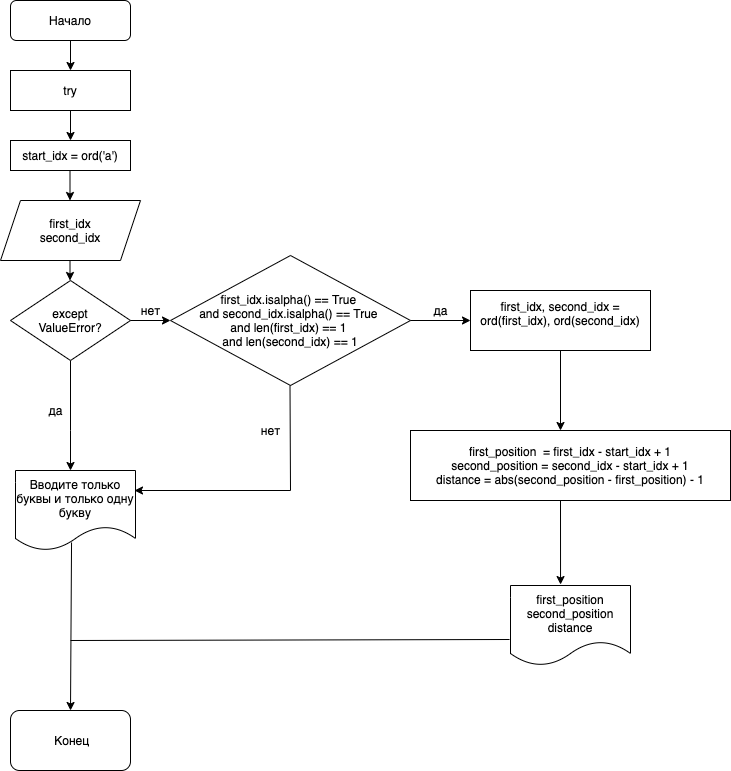 Начало
try
start_idx = ord('a')
first_idx
second_idx
except
ValueError?
нет
first_idx.isalpha() == True
and second_idx.isalpha() == True
and len(first_idx) == 1
and len(second_idx) == 1
да
first_idx, second_idx =
ord(first_idx), ord(second_idx)
да
нет
first_position = first_idx - start_idx + 1
second_position = second_idx - start_idx + 1
distance = abs(second_position - first_position) - 1
Вводите только
буквы и только одну
букву
first_position
second_position
distance
Конец